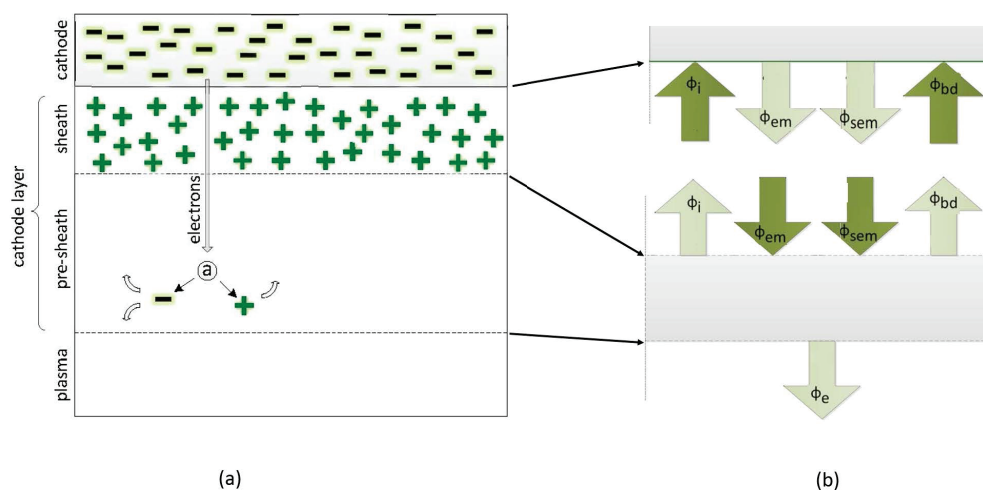 cathode
sheath
cathode layer
pre-sheath
electrons
a
plasma
(a)
ϕi
ϕem
ϕsem
ϕbd
ϕi
ϕem
ϕsem
ϕbd
ϕe
(b)